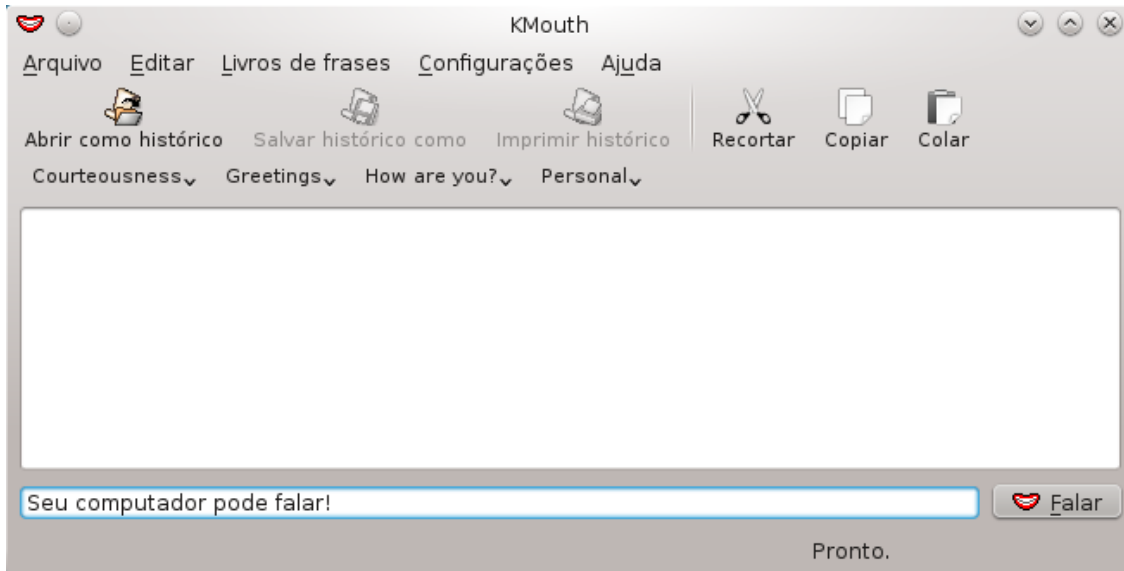 KMouth
Arquivo Editar Livros de frases Configurações Ajuda
Abrir como histórico Salvar histórico como Imprimir histórico Recortar Copiar Colar
Courteousness Greetings How are you? Personal
Seu computador pode falar! Falar
Pronto.